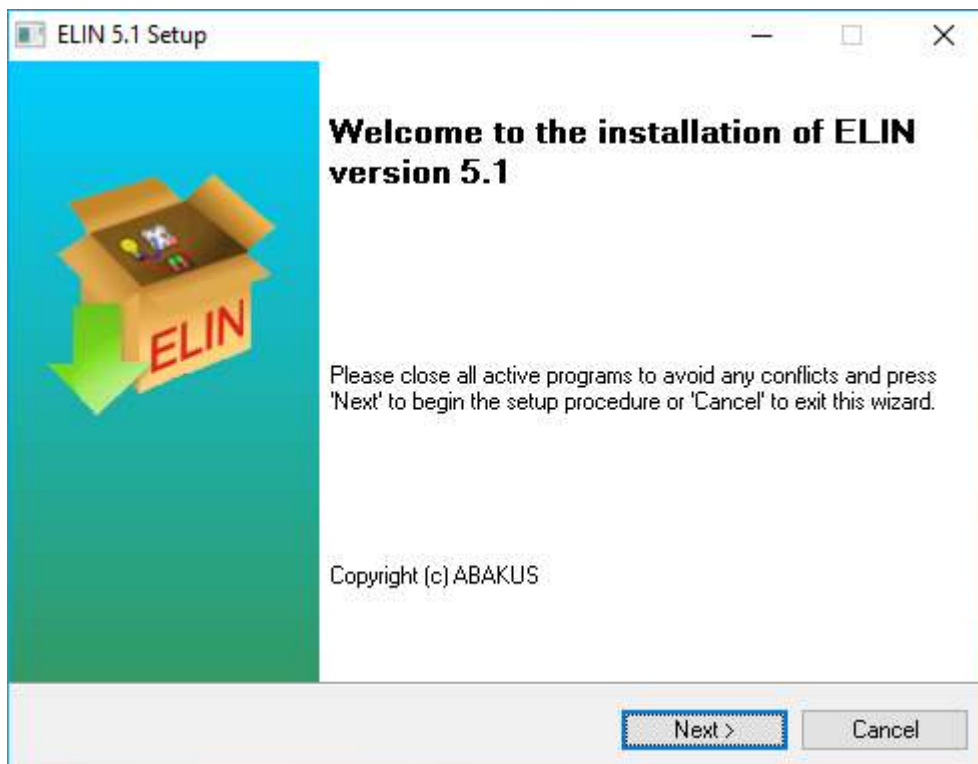 ELIN 5.1 Setup
Welcome to the installation of ELIN
version 5.1
ELIN
Please close all active programs to avoid any conflicts and press
'Next' to begin the setup procedure or 'Cancel' to exit this wizard.
Copyright (c) ABAKUS
Next >
Cancel